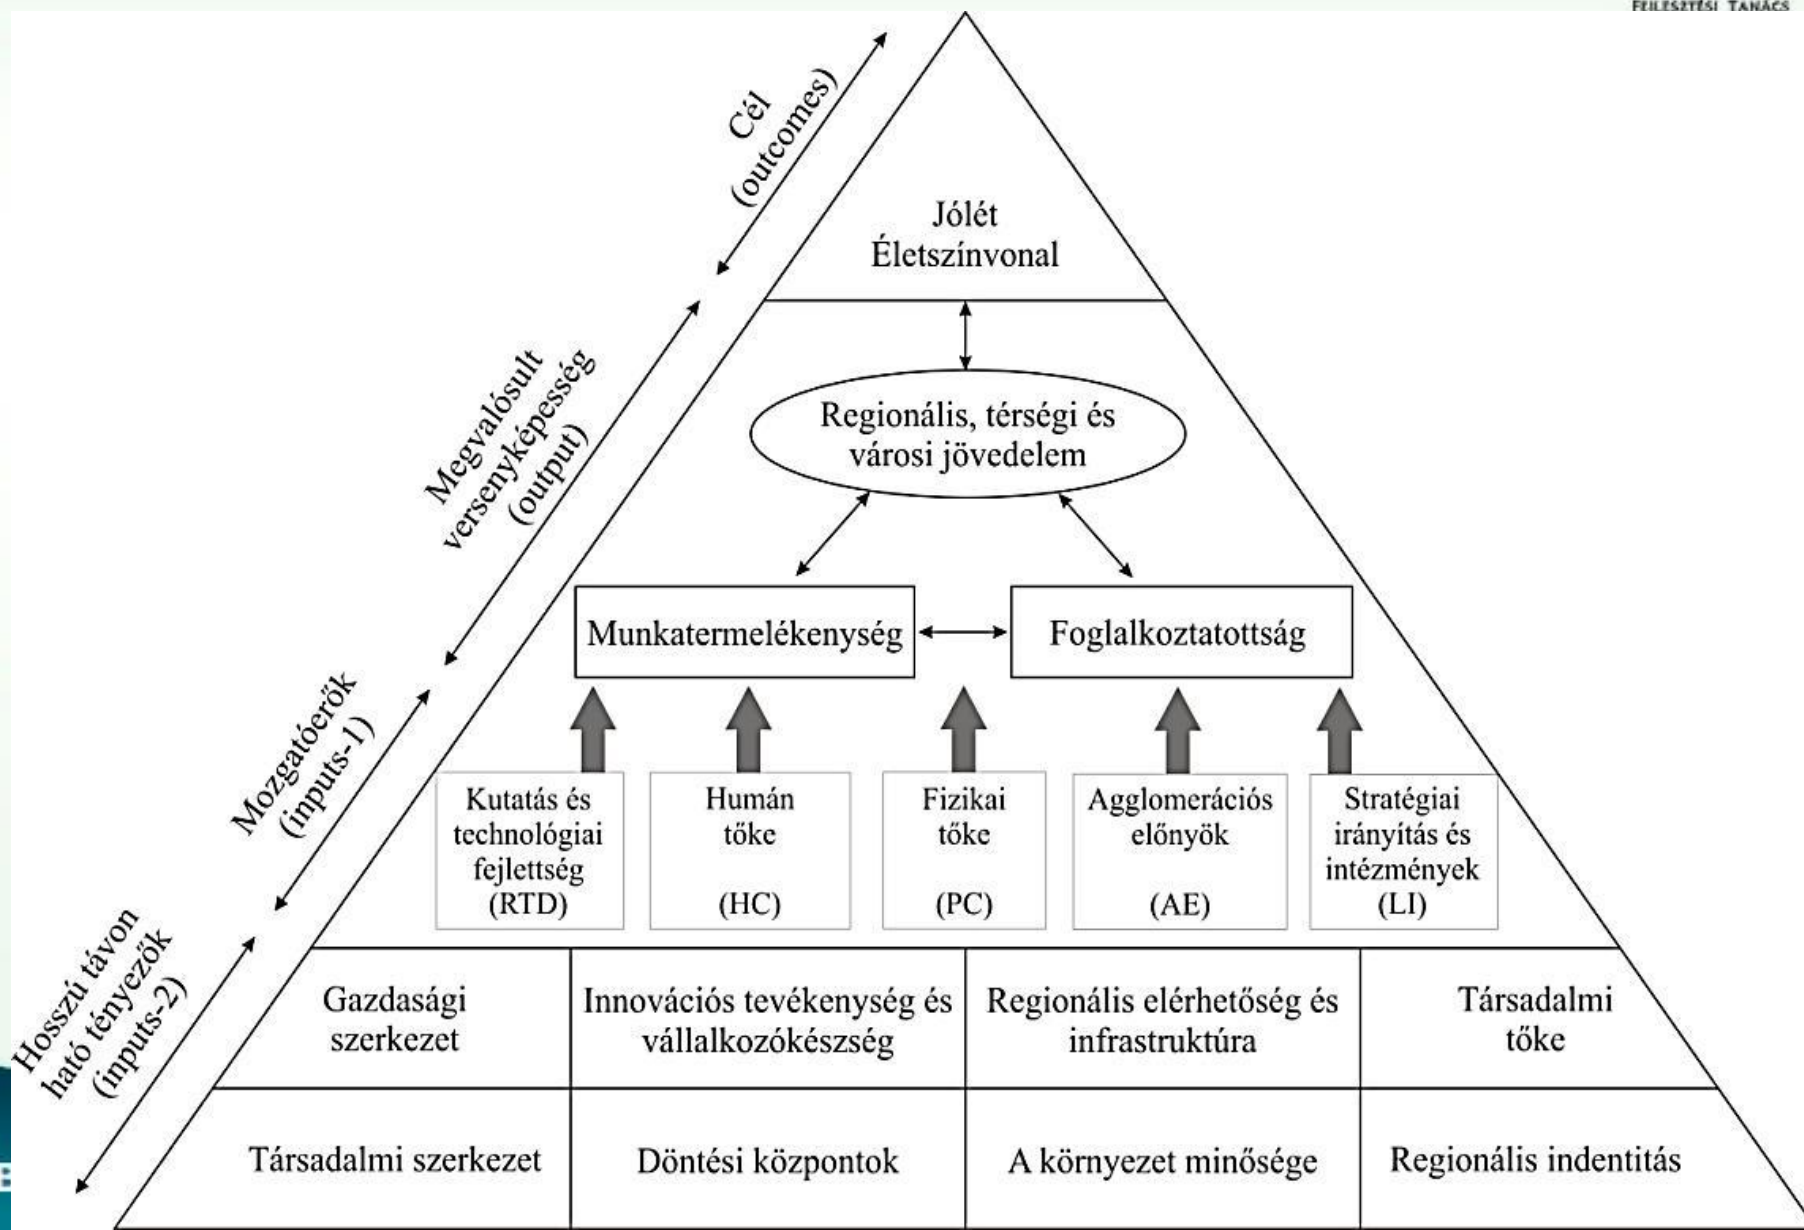 FEJLESZTÉSI TANÁCS
Cél
(outcomes)
Jólét
Életszínvonal
Megvalósult
versenyképesség
(output)
Regionális, térségi és
városi jövedelem
Munkatermelékenység
Foglalkoztatottság
Mozgatóerők
(inputs-1)
Kutatás és
technológiai
fejlettség
(RTD)
Humán
tőke
(HC)
Fizikai
tőke
(PC)
Agglomerációs
előnyök
(AE)
Stratégiai
irányítás és
intézmények
(LI)
Hosszú távon
ható tényezők
(inputs-2)
Gazdasági
szerkezet
Innovációs tevékenység és
vállalkozókészség
Regionális elérhetőség és
infrastruktúra
Társadalmi
tőke
Társadalmi szerkezet
Döntési központok
A környezet minősége
Regionális indentitás